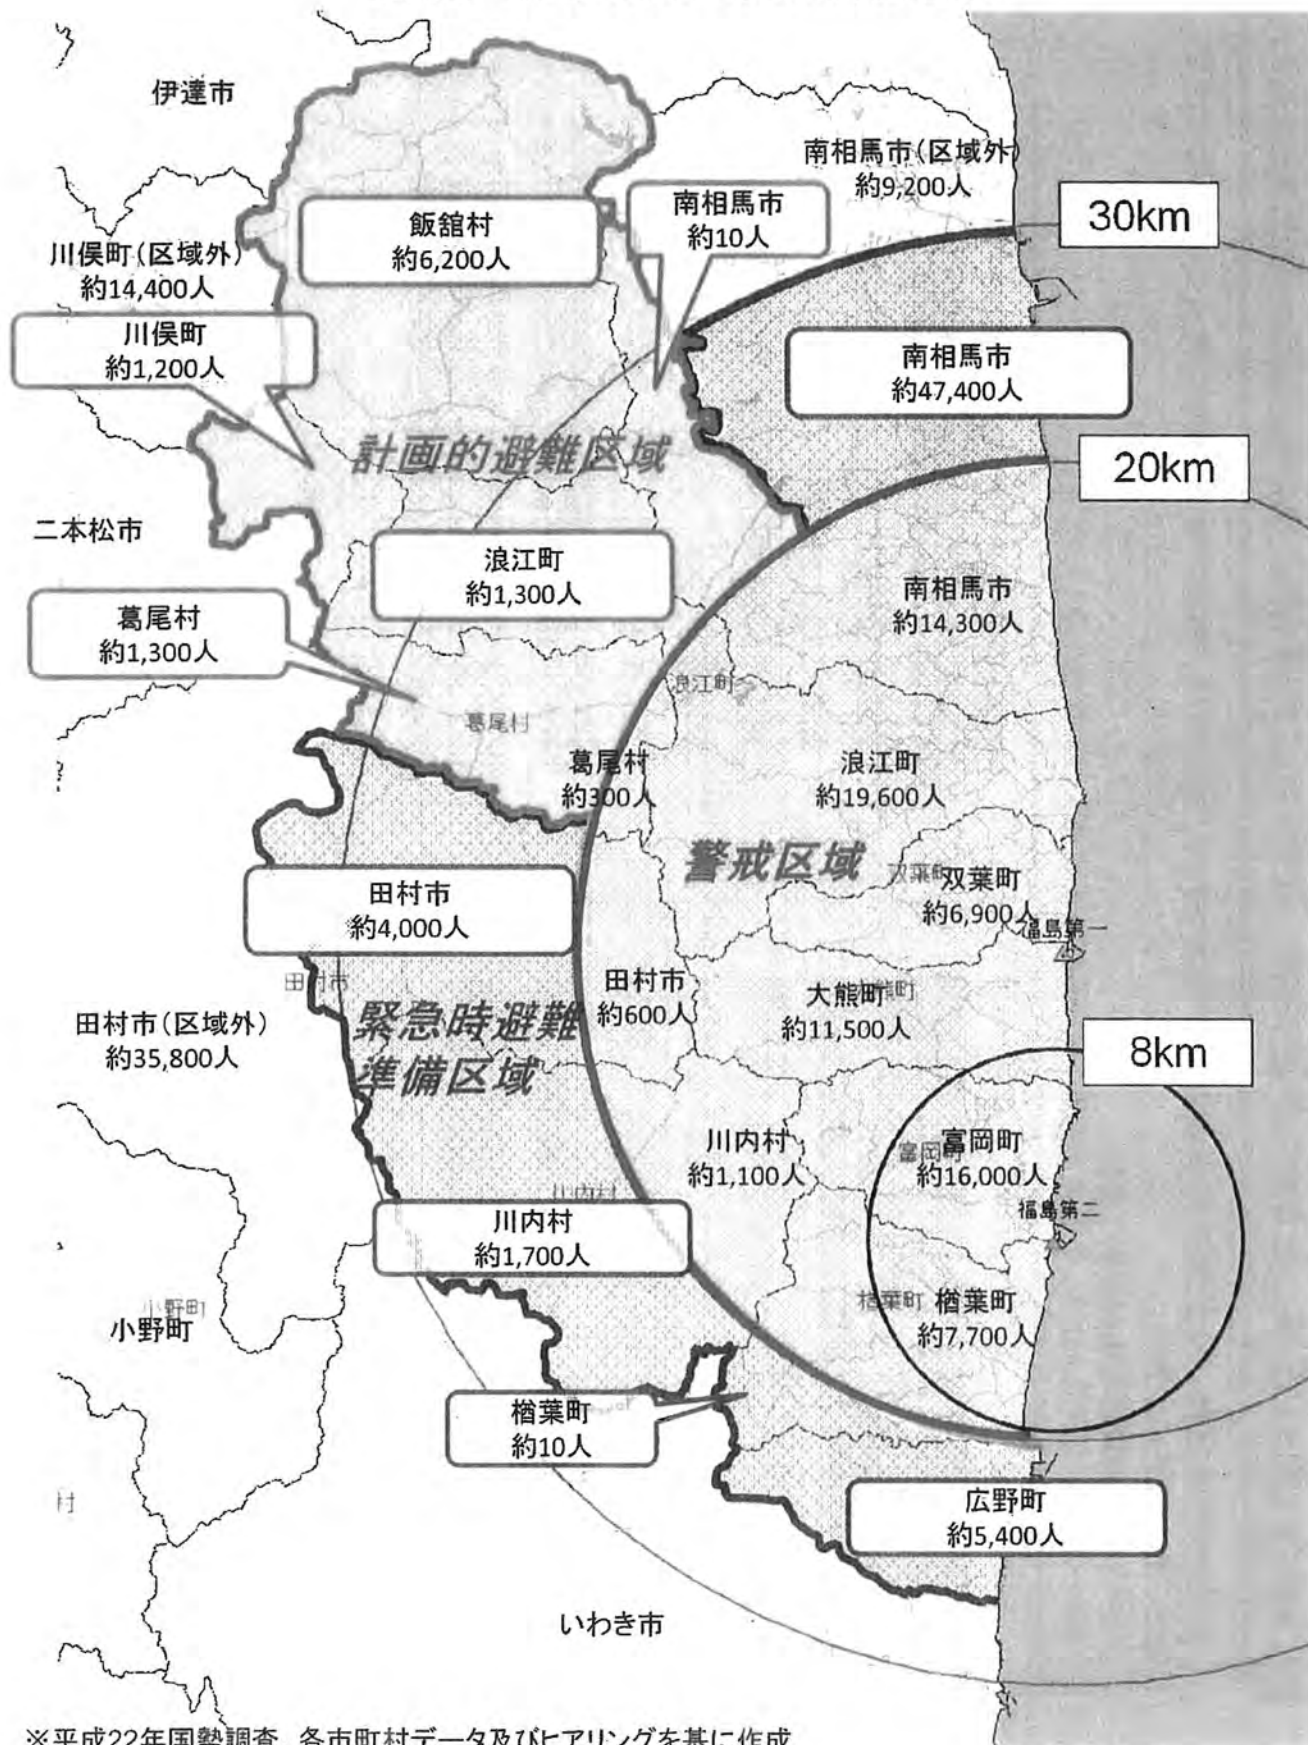 伊達市
南相馬市(区域外)
約9,200人
30km
飯舘村
約6,200人
南相馬市
約10人
川俣町(区域外)
約14,400人
川俣町
約1,200人
南相馬市
約47,400人
計画的避難区域
20km
二本松市
浪江町
約1,300人
南相馬市
約14,300人
葛尾村
約1,300人
浪江町
葛尾村
葛尾村
約300人
浪江町
約19,600人
警戒区域
双葉町
双葉町
約6,900人
福島第一
田村市
約4,000人
田村市
田村市
約600人
大熊町
大熊町
約11,500人
緊急時避難
準備区域
田村市(区域外)
約35,800人
8km
川内村
約1,100人
富岡町
富岡町
約16,000人
福島第二
川内村
川内村
約1,700人
楢葉町
楢葉町
約7,700人
小野町
小野町
楢葉町
約10人
村
広野町
約5,400人
いわき市
※平成22年国勢調査、各市町村データ及びヒアリングを基に作成